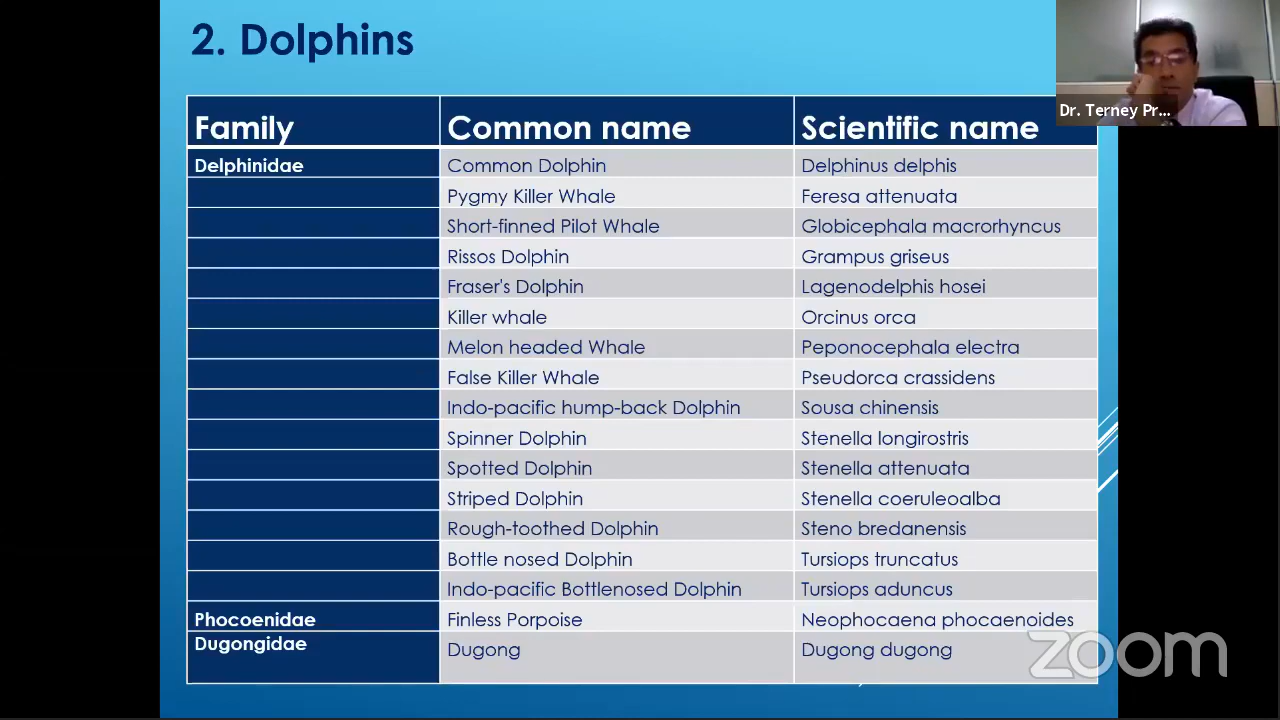 2. Dolphins
Dr. Terney Pr...
Family Common name Scientific name
Delphinidae Common Dolphin Delphinus delphis
Pygmy Killer Whale Feresa attenuata
Short-finned Pilot Whale Globicephala macrorhyncus
Rissos Dolphin Grampus griseus
Fraser's Dolphin Lagenodelphis hosei
Killer whale Orcinus orca
Melon headed Whale Peponocephala electra
False Killer Whale Pseudorca crassidens
Indo-pacific hump-back Dolphin Sousa chinensis
Spinner Dolphin Stenella longirostris
Spotted Dolphin Stenella attenuata
Striped Dolphin Stenella coeruleoalba
Rough-toothed Dolphin Steno bredanensis
Bottle nosed Dolphin Tursiops truncatus
Indo-pacific Bottlenosed Dolphin Tursiops aduncus
Phocoenidae Finless Porpoise Neophocaena phocaenoides
Dugongidae Dugong Dugong dugong
zoom